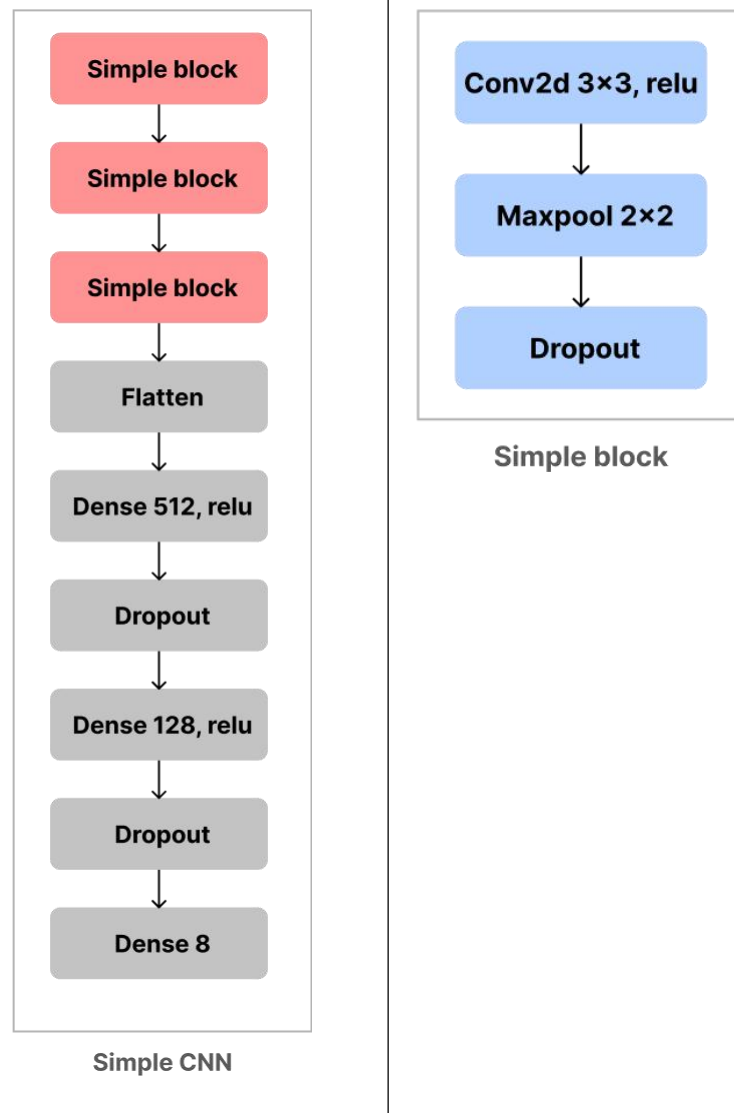 Simple block
Simple block
Simple block
Flatten
Dense 512, relu
Dropout
Dense 128, relu
Dropout
Dense 8
Simple CNN
Conv2d 3×3, relu
Maxpool 2×2
Dropout
Simple block